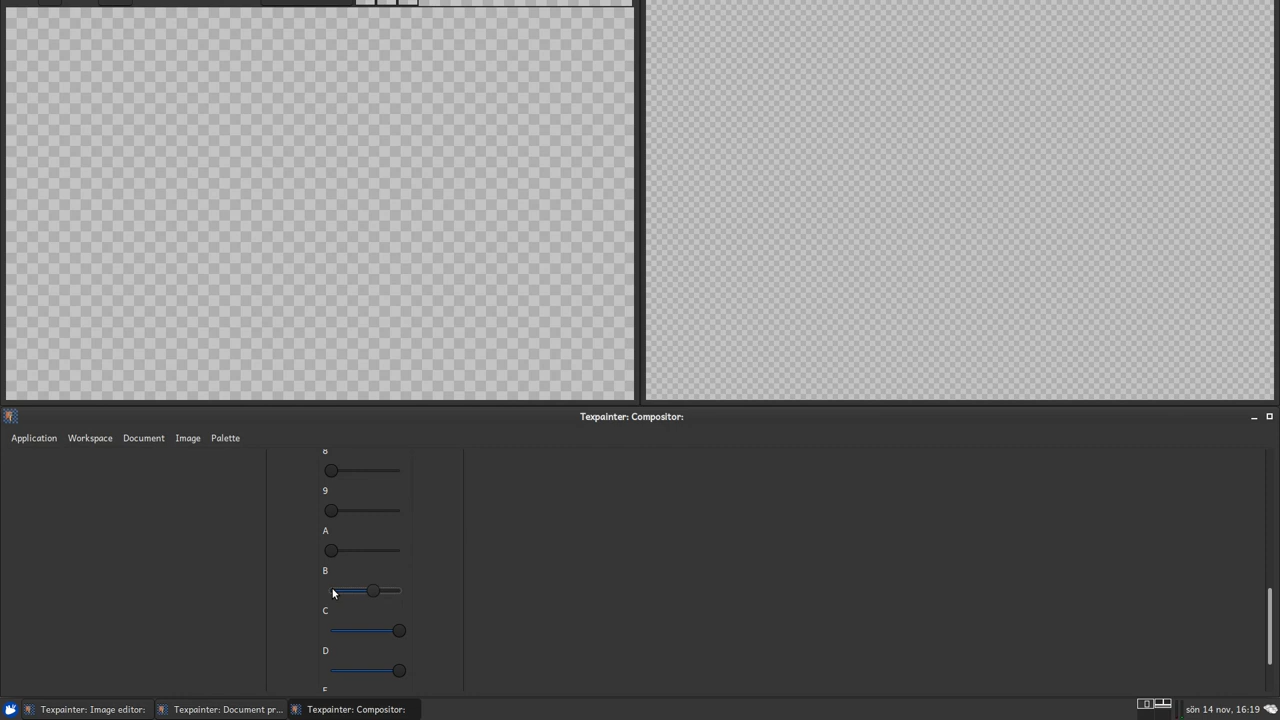 Texpainter: Compositor:
Application Workspace Document Image Palette
8
9
A
B
C
D
Texpainter: Image editor: Texpainter: Document pr... Texpainter: Compositor: sön 14 nov, 16:19